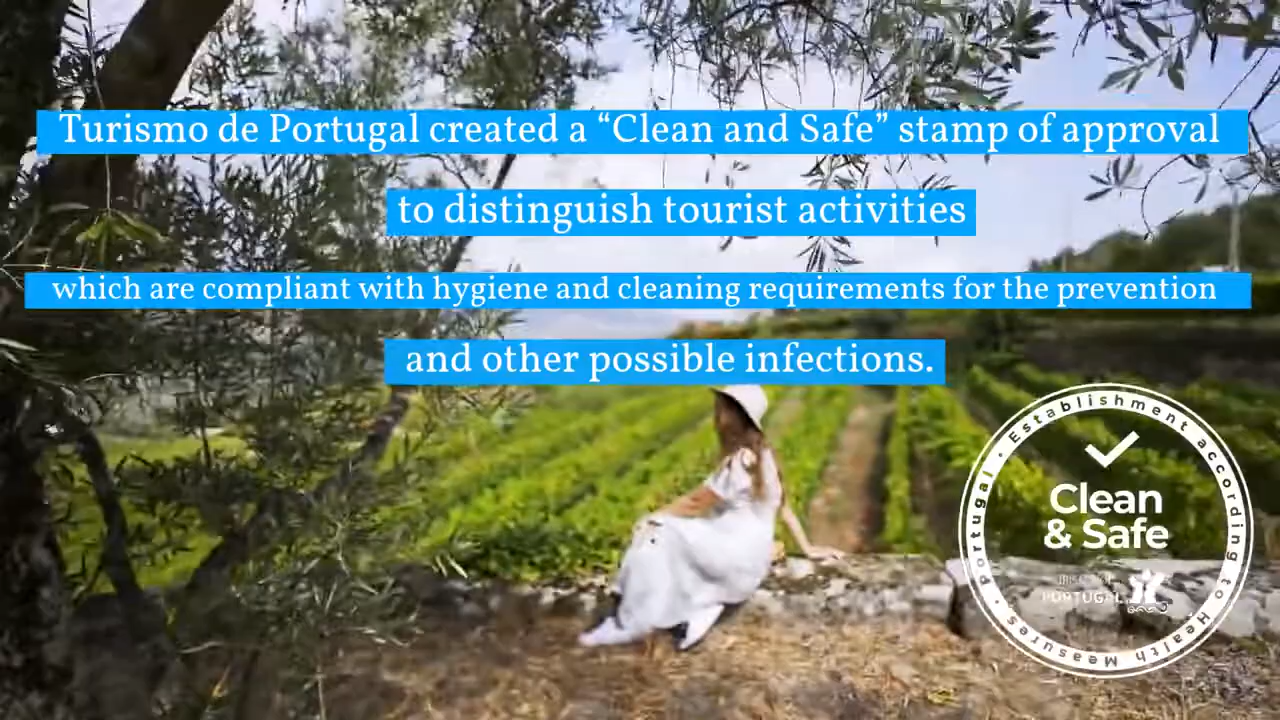 Turismo de Portugal created a “Clean and Safe” stamp of approval
to distinguish tourist activities
which are compliant with hygiene and cleaning requirements for the prevention
and other possible infections.
Portugal · Establishment according to Health Measures ·
Clean
& Safe
TURISMO DE
PORTUGAL